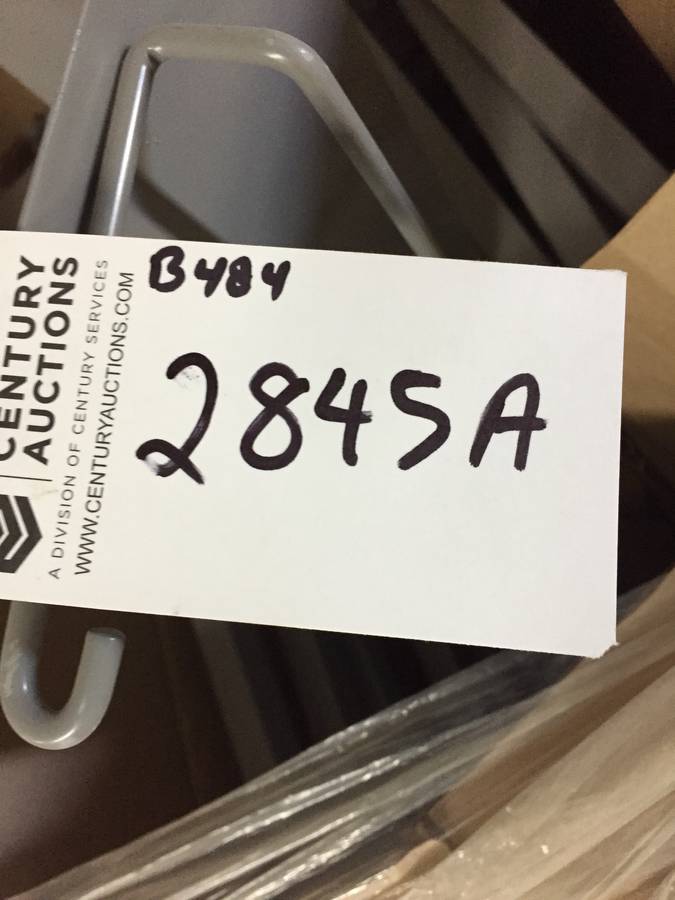 B484
2845A
CENTURY
AUCTIONS
A DIVISION OF CENTURY SERVICES
WWW.CENTURYAUCTIONS.COM